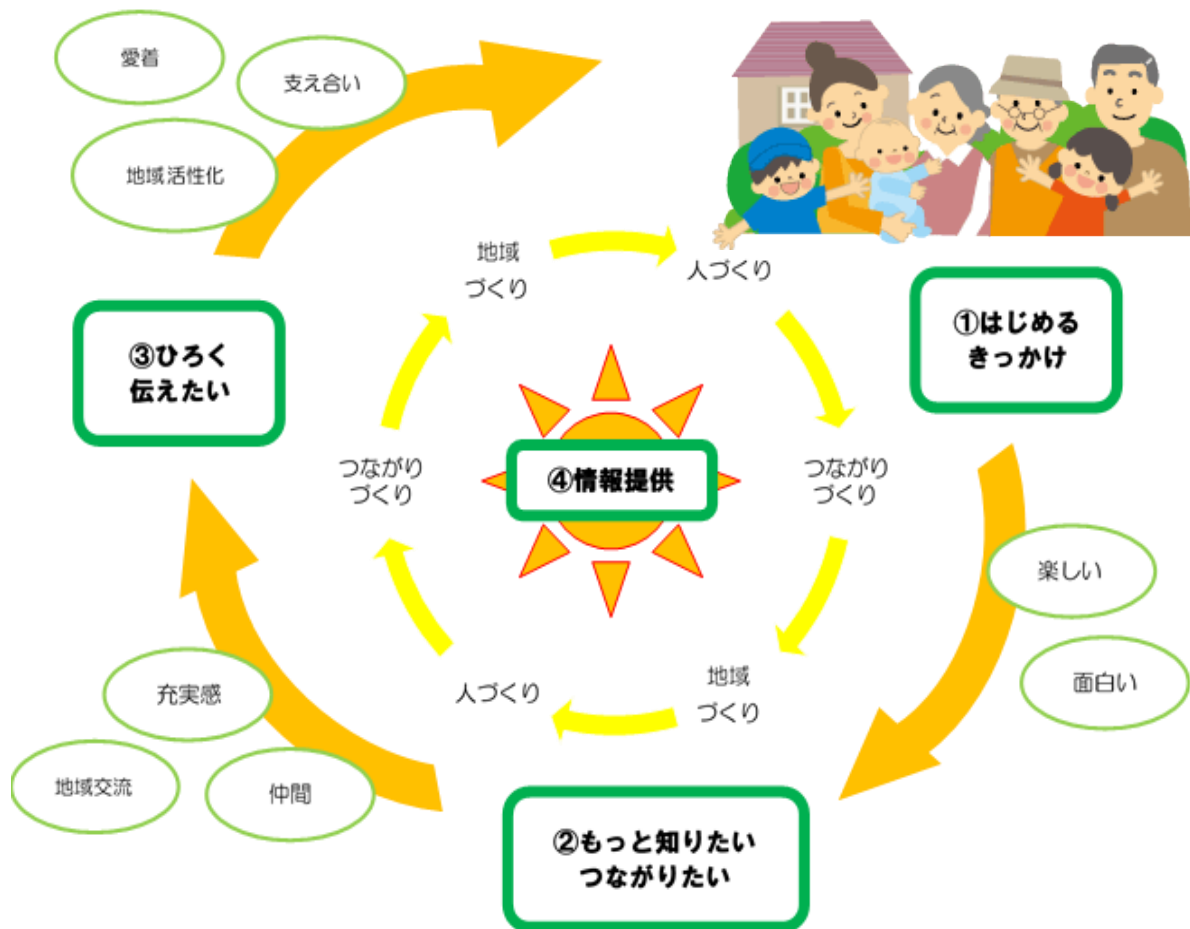 愛着
支え合い
地域活性化
地域
づくり
人づくり
①はじめる
きっかけ
③ひろく
伝えたい
つながり
づくり
④情報提供
つながり
づくり
楽しい
面白い
地域
づくり
人づくり
充実感
地域交流
仲間
②もっと知りたい
つながりたい